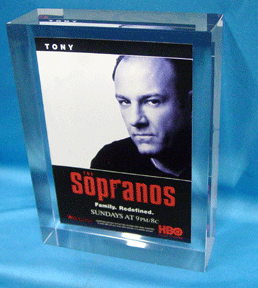 TONY
THE
Sopranos
Family. Redefined.
SUNDAYS AT 9PM/8C
HBO